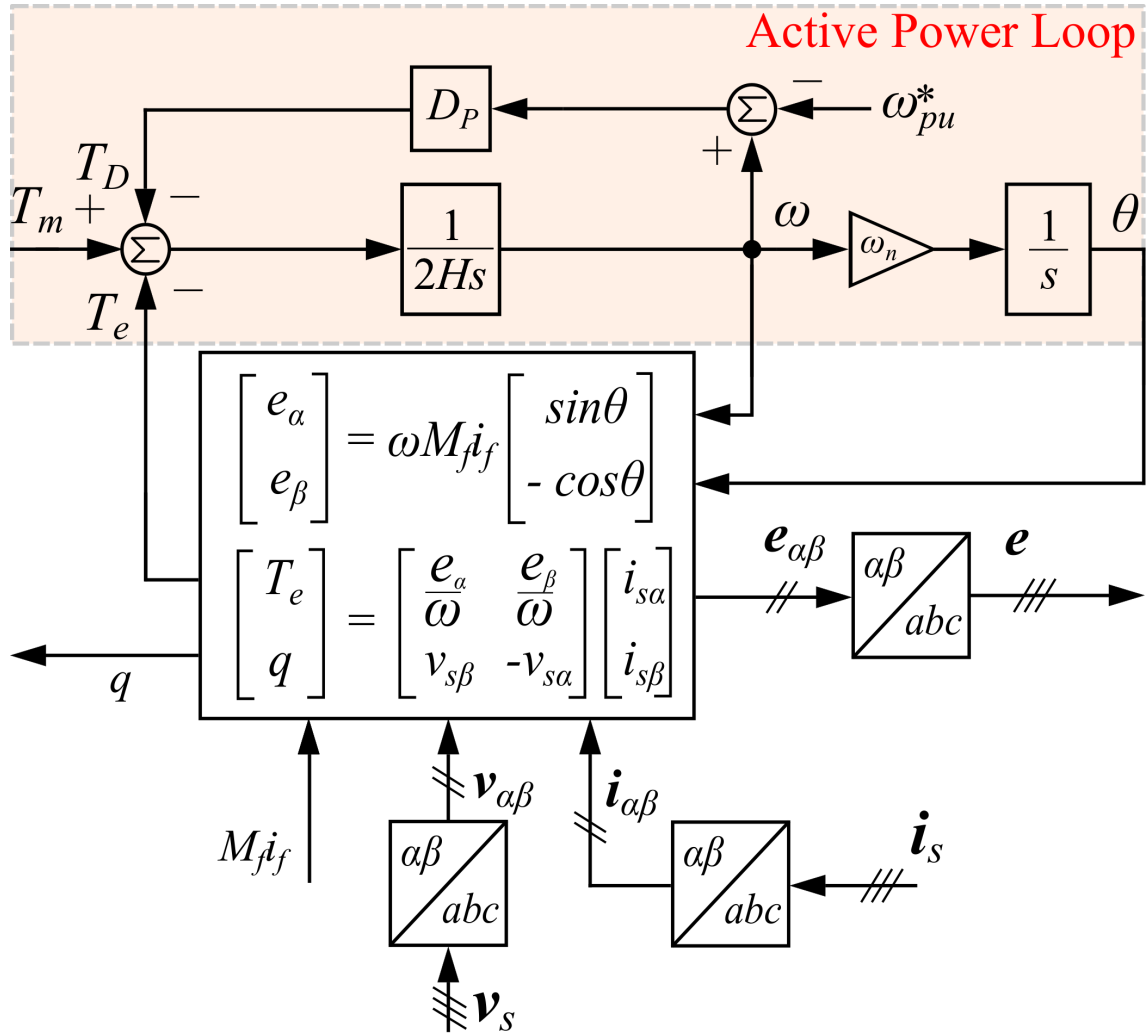 Active Power Loop
D_P
Σ
−
ω*_pu
+
T_D
−
T_m
+
Σ
−
T_e
1
2Hs
ω
ω_n
1
s
θ
e_α
e_β
= ωM_f i_f
sinθ
- cosθ
T_e
q
=
e_α e_β
ω ω
v_sβ -v_sα
i_sα
i_sβ
e_αβ
αβ
abc
e
q
M_f i_f
v_αβ
αβ
abc
v_s
i_αβ
αβ
abc
i_s